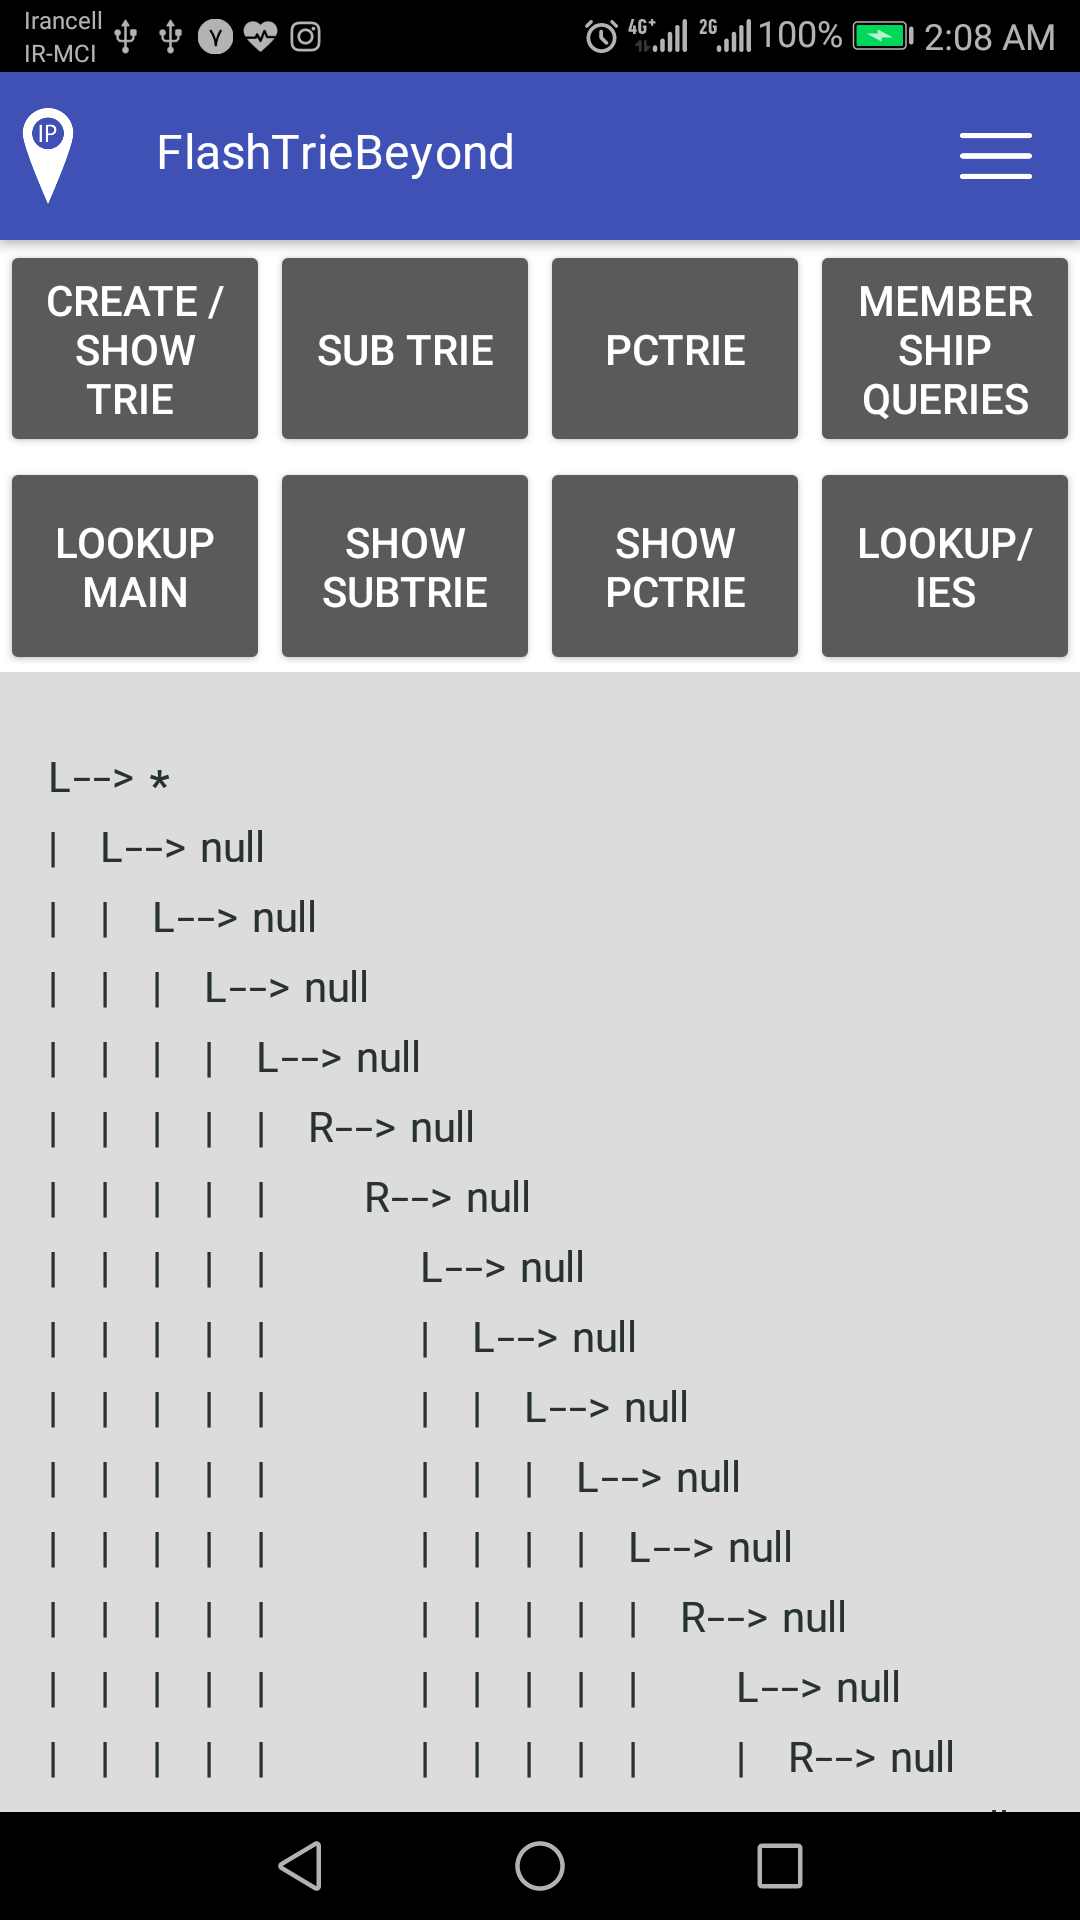 Irancell
IR-MCI
4G+ 2G 100% 2:08 AM
IP FlashTrieBeyond
CREATE /
SHOW
TRIE
SUB TRIE
PCTRIE
MEMBER
SHIP
QUERIES
LOOKUP
MAIN
SHOW
SUBTRIE
SHOW
PCTRIE
LOOKUP/
IES
L--> *
| L--> null
| | L--> null
| | | L--> null
| | | | L--> null
| | | | | R--> null
| | | | | R--> null
| | | | | L--> null
| | | | | | L--> null
| | | | | | | L--> null
| | | | | | | | L--> null
| | | | | | | | | L--> null
| | | | | | | | | | R--> null
| | | | | | | | | | L--> null
| | | | | | | | | | | R--> null